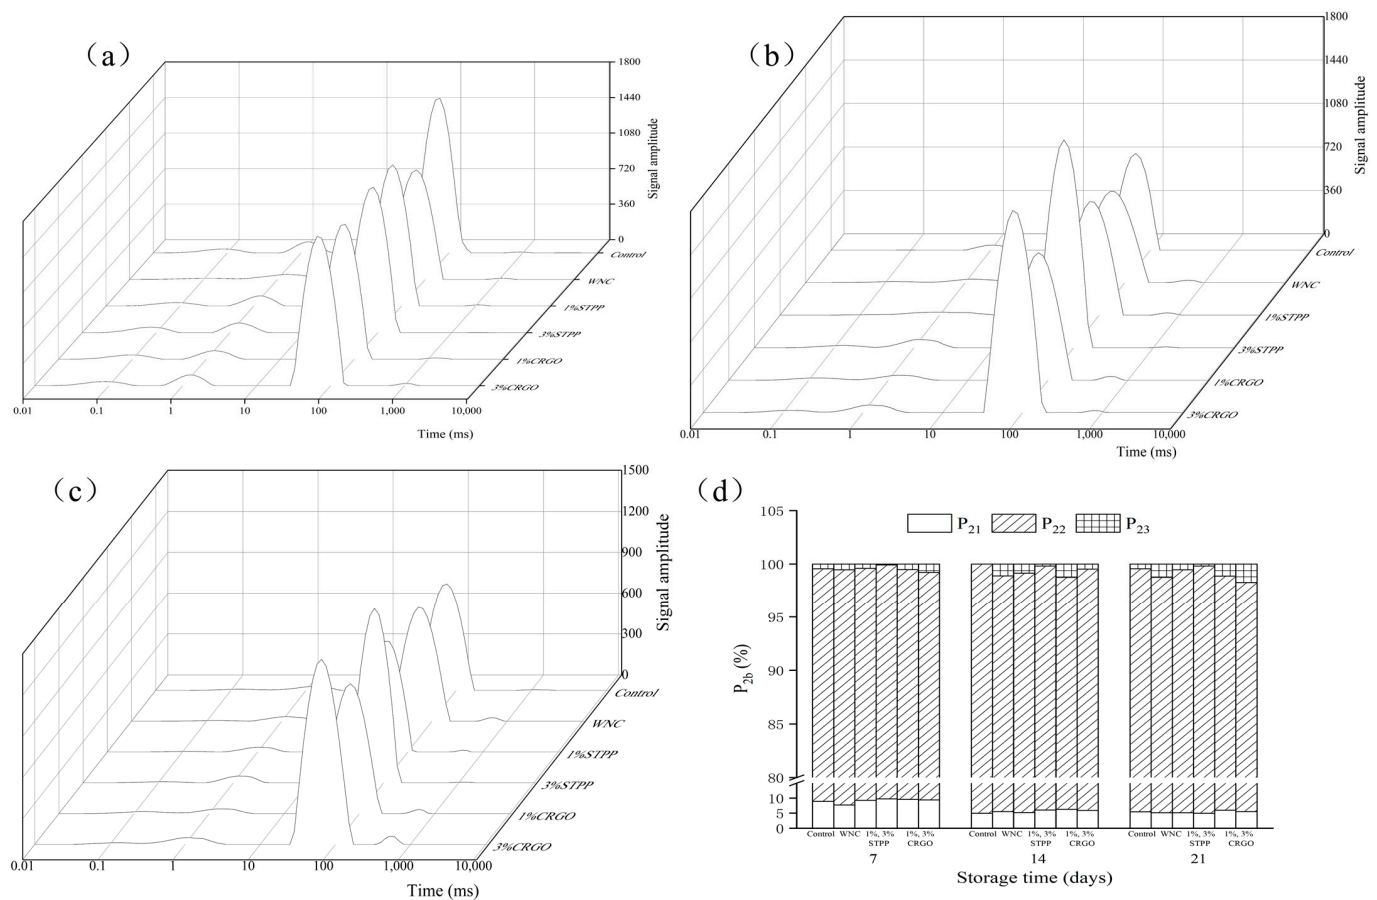 (a)
1800
1440
1080
720
360
0
Signal amplitude
Control
WNC
1%STPP
3%STPP
1%CRGO
3%CRGO
0.01 0.1 1 10 100 1,000 10,000
Time (ms)
(b)
1800
1440
1080
720
360
0
Signal amplitude
Control
WNC
1%STPP
3%STPP
1%CRGO
3%CRGO
0.01 0.1 1 10 100 1,000 10,000
Time (ms)
(c)
1500
1200
900
600
300
0
Signal amplitude
Control
WNC
1%STPP
3%STPP
1%CRGO
3%CRGO
0.01 0.1 1 10 100 1,000 10,000
Time (ms)
(d)
P21 P22 P23
105
100
95
90
85
80
10
5
0
P2b (%)
Control WNC 1%, 3% 1%, 3% Control WNC 1%, 3% 1%, 3% Control WNC 1%, 3% 1%, 3%
STPP CRGO STPP CRGO STPP CRGO
7 14 21
Storage time (days)